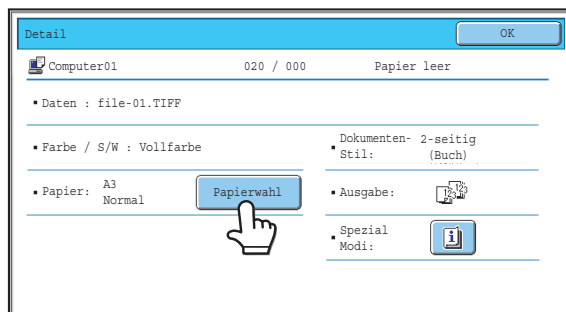 Detail OK
Computer01 020 / 000 Papier leer
▪ Daten : file-01.TIFF
▪ Farbe / S/W : Vollfarbe
▪ Dokumenten- 2-seitig
Stil: (Buch)
▪ Papier: A3
Normal
Papierwahl
▪ Ausgabe:
▪ Spezial
Modi: